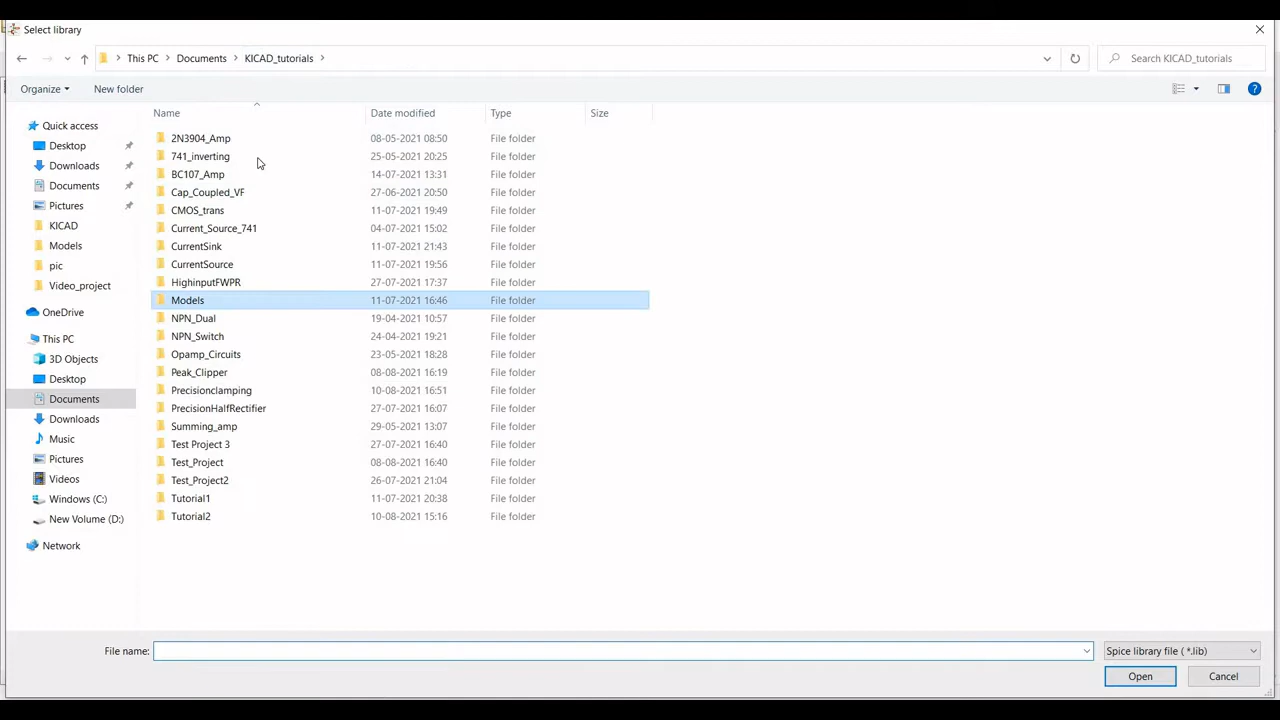 Select library
This PC > Documents > KICAD_tutorials >
Search KICAD_tutorials
Organize
New folder
?
Name
Date modified
Type
Size
Quick access
Desktop
Downloads
Documents
Pictures
KICAD
Models
pic
Video_project
OneDrive
This PC
3D Objects
Desktop
Documents
Downloads
Music
Pictures
Videos
Windows (C:)
New Volume (D:)
Network
2N3904_Amp 08-05-2021 08:50 File folder
741_inverting 25-05-2021 20:25 File folder
BC107_Amp 14-07-2021 13:31 File folder
Cap_Coupled_VF 27-06-2021 20:50 File folder
CMOS_trans 11-07-2021 19:49 File folder
Current_Source_741 04-07-2021 15:02 File folder
CurrentSink 11-07-2021 21:43 File folder
CurrentSource 11-07-2021 19:56 File folder
HighinputFWPR 27-07-2021 17:37 File folder
Models 11-07-2021 16:46 File folder
NPN_Dual 19-04-2021 10:57 File folder
NPN_Switch 24-04-2021 19:21 File folder
Opamp_Circuits 23-05-2021 18:28 File folder
Peak_Clipper 08-08-2021 16:19 File folder
Precisionclamping 10-08-2021 16:51 File folder
PrecisionHalfRectifier 27-07-2021 16:07 File folder
Summing_amp 29-05-2021 13:07 File folder
Test Project 3 27-07-2021 16:40 File folder
Test_Project 08-08-2021 16:40 File folder
Test_Project2 26-07-2021 21:04 File folder
Tutorial1 11-07-2021 20:38 File folder
Tutorial2 10-08-2021 15:16 File folder
File name:
Spice library file ( *.lib)
Open
Cancel